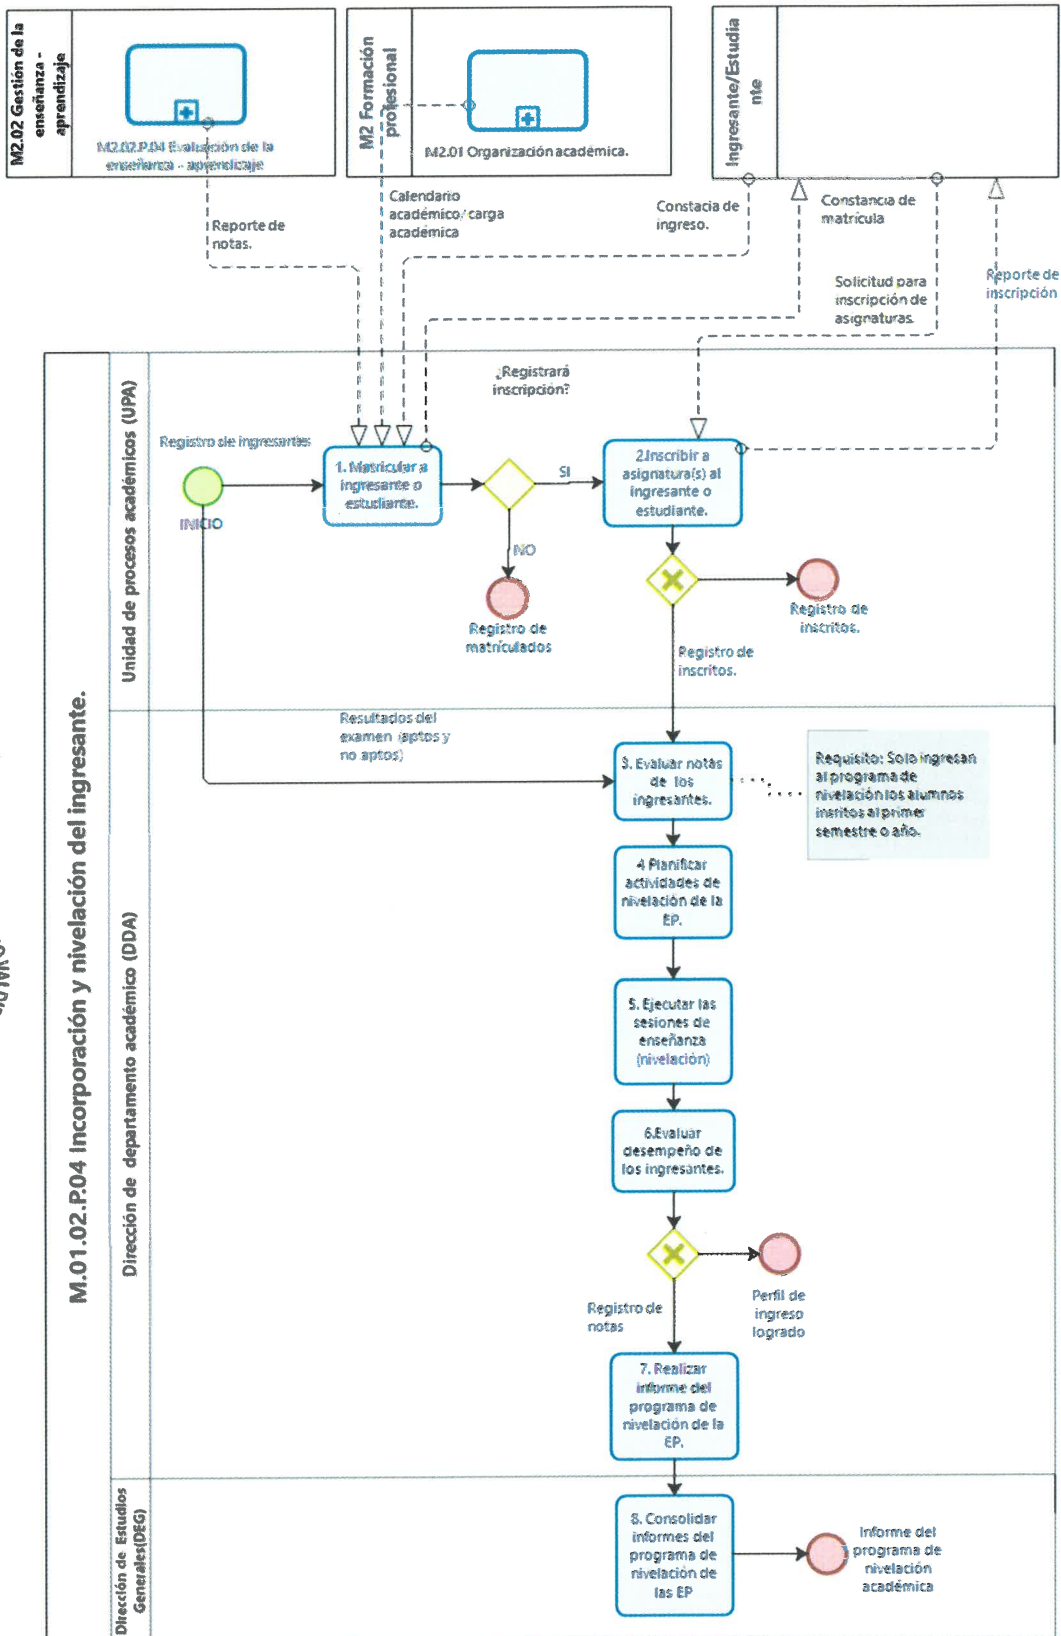 M2.02 Gestión de la
enseñanza -
aprendizaje
M2.02.P.04 Evaluación de la
enseñanza - aprendizaje
M2 Formación
profesional
M2.01 Organización académica.
Ingresante/Estudia
nte
Reporte de
notas.
Calendario
académico/carga
académica
Constacia de
ingreso.
Constancia de
matrícula
Solicitud para
inscripción de
asignaturas.
Reporte de
inscripción
M.01.02.P.04 Incorporación y nivelación del ingresante.
Unidad de procesos académicos (UPA)
Registro de ingresantes
INICIO
1. Matricular a
ingresante o
estudiante.
¿Registrará
inscripción?
SI
NO
Registro de
matriculados
2.Inscribir a
asignatura(s) al
ingresante o
estudiante.
Registro de
inscritos.
Registro de
inscritos.
Dirección de departamento académico (DDA)
Resultados del
examen (aptos y
no aptos)
3. Evaluar notas
de los
ingresantes.
Requisito: Solo ingresan
al programa de
nivelación los alumnos
insritos al primer
semestre o año.
4 Planificar
actividades de
nivelación de la
EP.
5. Ejecutar las
sesiones de
enseñanza
(nivelación)
6.Evaluar
desempeño de
los ingresantes.
Perfil de
ingreso
logrado
Registro de
notas
7. Realizar
informe del
programa de
nivelación de la
EP.
Dirección de Estudios
Generales(DEG)
8. Consolidar
informes del
programa de
nivelación de
las EP
Informe del
programa de
nivelación
académica